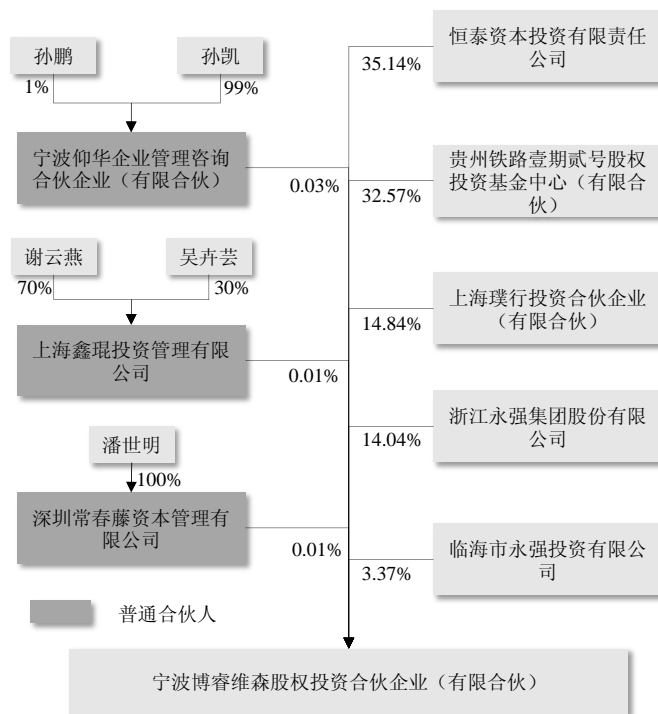 孙鹏
孙凯
1%
99%
宁波仰华企业管理咨询
合伙企业（有限合伙）
0.03%
谢云燕
吴卉芸
70%
30%
上海鑫琨投资管理有限
公司
0.01%
潘世明
100%
深圳常春藤资本管理有
限公司
0.01%
普通合伙人
恒泰资本投资有限责任
公司
35.14%
贵州铁路壹期贰号股权
投资基金中心（有限合
伙）
32.57%
上海璞行投资合伙企业
（有限合伙）
14.84%
浙江永强集团股份有限
公司
14.04%
临海市永强投资有限公
司
3.37%
宁波博睿维森股权投资合伙企业（有限合伙）